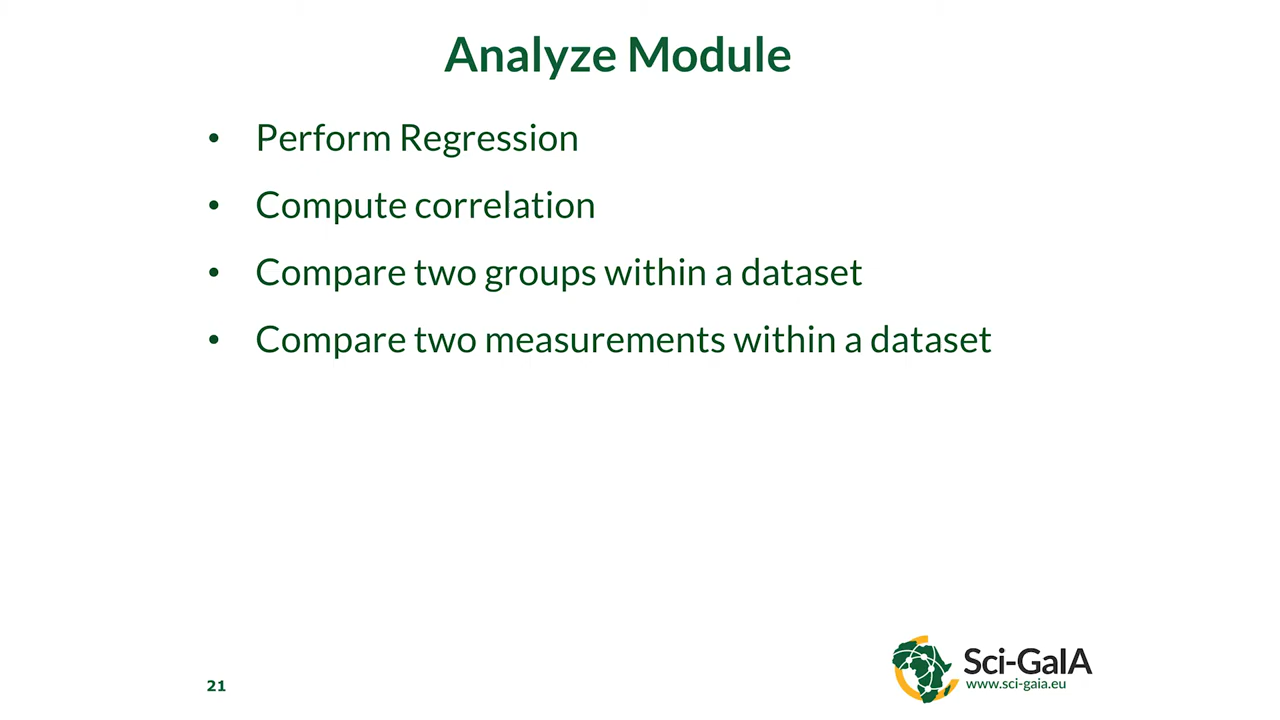 Analyze Module
• Perform Regression
• Compute correlation
• Compare two groups within a dataset
• Compare two measurements within a dataset
21
Sci-GaIA
www.sci-gaia.eu